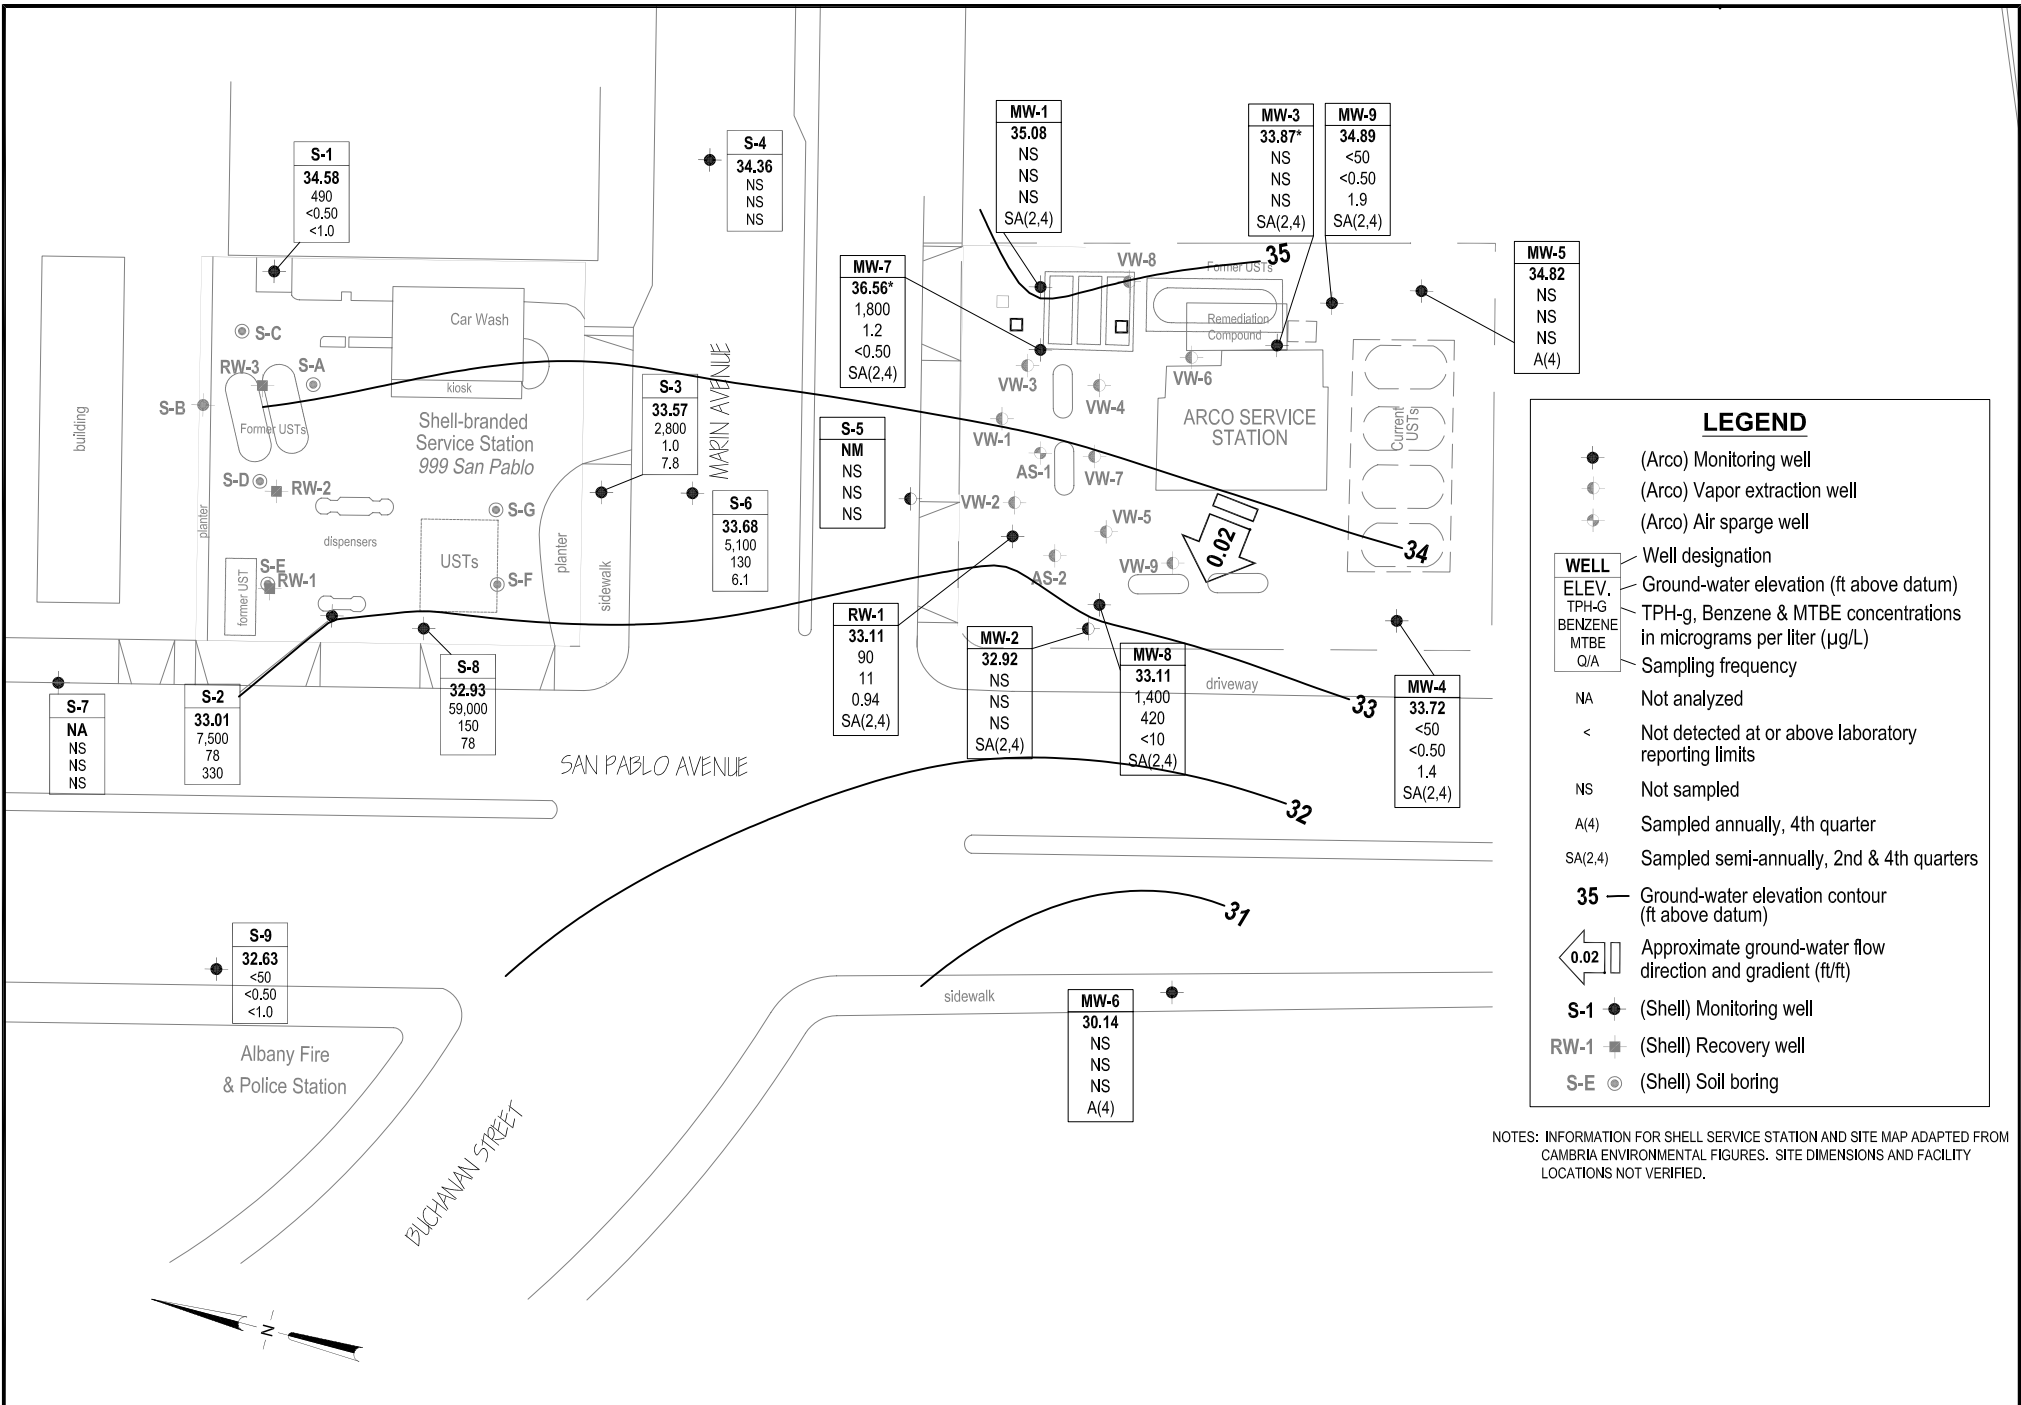 S-1
34.58
490
<0.50
<1.0
S-4
34.36
NS
NS
NS
MW-1
35.08
NS
NS
NS
SA(2,4)
MW-3
33.87*
NS
NS
NS
SA(2,4)
MW-9
34.89
<50
<0.50
1.9
SA(2,4)
MW-5
34.82
NS
NS
NS
A(4)
MW-7
36.56*
1,800
1.2
<0.50
SA(2,4)
35
VW-8
Former USTs
Remediation
Compound
Car Wash
kiosk
S-C
RW-3
S-A
S-B
Former USTs
building
Shell-branded
Service Station
999 San Pablo
S-D
RW-2
S-G
planter
dispensers
USTs
S-F
S-E
RW-1
former UST
planter
sidewalk
S-3
33.57
2,800
1.0
7.8
MARIN AVENUE
S-6
33.68
5,100
130
6.1
S-5
NM
NS
NS
NS
VW-3
VW-4
VW-6
VW-1
AS-1
VW-7
VW-2
VW-5
AS-2
VW-9
ARCO SERVICE
STATION
Current
USTs
0.02
34
RW-1
33.11
90
11
0.94
SA(2,4)
MW-2
32.92
NS
NS
NS
SA(2,4)
MW-8
33.11
1,400
420
<10
SA(2,4)
driveway
33
MW-4
33.72
<50
<0.50
1.4
SA(2,4)
S-7
NA
NS
NS
NS
S-2
33.01
7,500
78
330
S-8
32.93
59,000
150
78
SAN PABLO AVENUE
32
31
S-9
32.63
<50
<0.50
<1.0
Albany Fire
& Police Station
sidewalk
MW-6
30.14
NS
NS
NS
A(4)
BUCHANAN STREET
N
LEGEND
(Arco) Monitoring well
(Arco) Vapor extraction well
(Arco) Air sparge well
WELL
ELEV.
TPH-G
BENZENE
MTBE
Q/A
Well designation
Ground-water elevation (ft above datum)
TPH-g, Benzene & MTBE concentrations
in micrograms per liter (µg/L)
Sampling frequency
NA Not analyzed
< Not detected at or above laboratory
reporting limits
NS Not sampled
A(4) Sampled annually, 4th quarter
SA(2,4) Sampled semi-annually, 2nd & 4th quarters
35 Ground-water elevation contour
(ft above datum)
0.02 Approximate ground-water flow
direction and gradient (ft/ft)
S-1 (Shell) Monitoring well
RW-1 (Shell) Recovery well
S-E (Shell) Soil boring
NOTES: INFORMATION FOR SHELL SERVICE STATION AND SITE MAP ADAPTED FROM
CAMBRIA ENVIRONMENTAL FIGURES. SITE DIMENSIONS AND FACILITY
LOCATIONS NOT VERIFIED.